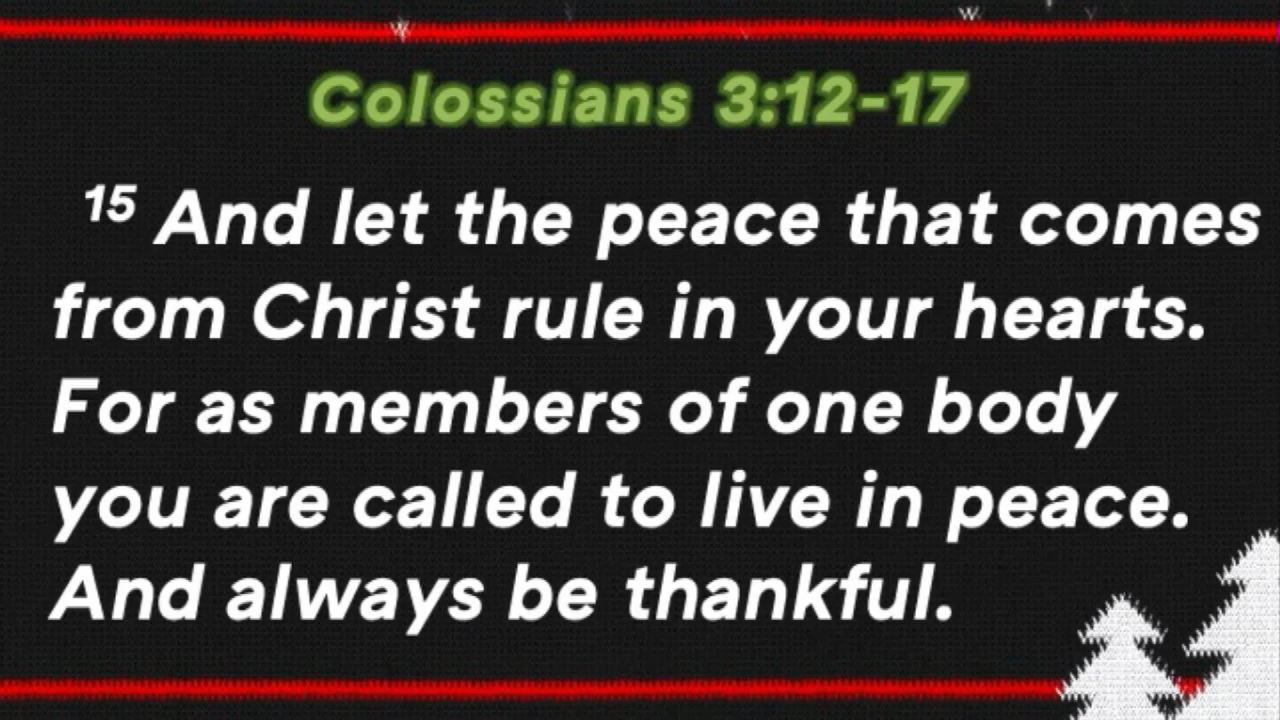 Colossians 3:12-17
15 And let the peace that comes
from Christ rule in your hearts.
For as members of one body
you are called to live in peace.
And always be thankful.